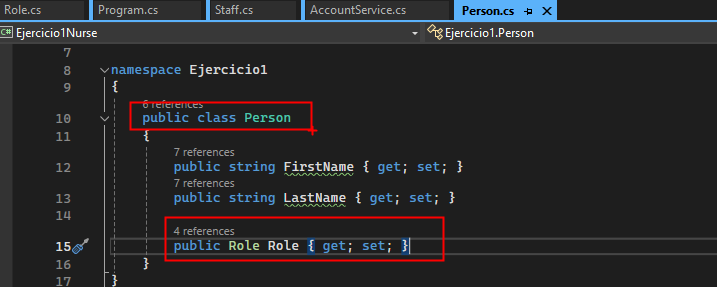 Role.cs Program.cs Staff.cs AccountService.cs Person.cs
C# Ejercicio1Nurse Ejercicio1.Person
7
8 namespace Ejercicio1
9 {
6 references
10 public class Person
11 {
7 references
12 public string FirstName { get; set; }
7 references
13 public string LastName { get; set; }
14
4 references
15 public Role Role { get; set; }
16 }
17 }